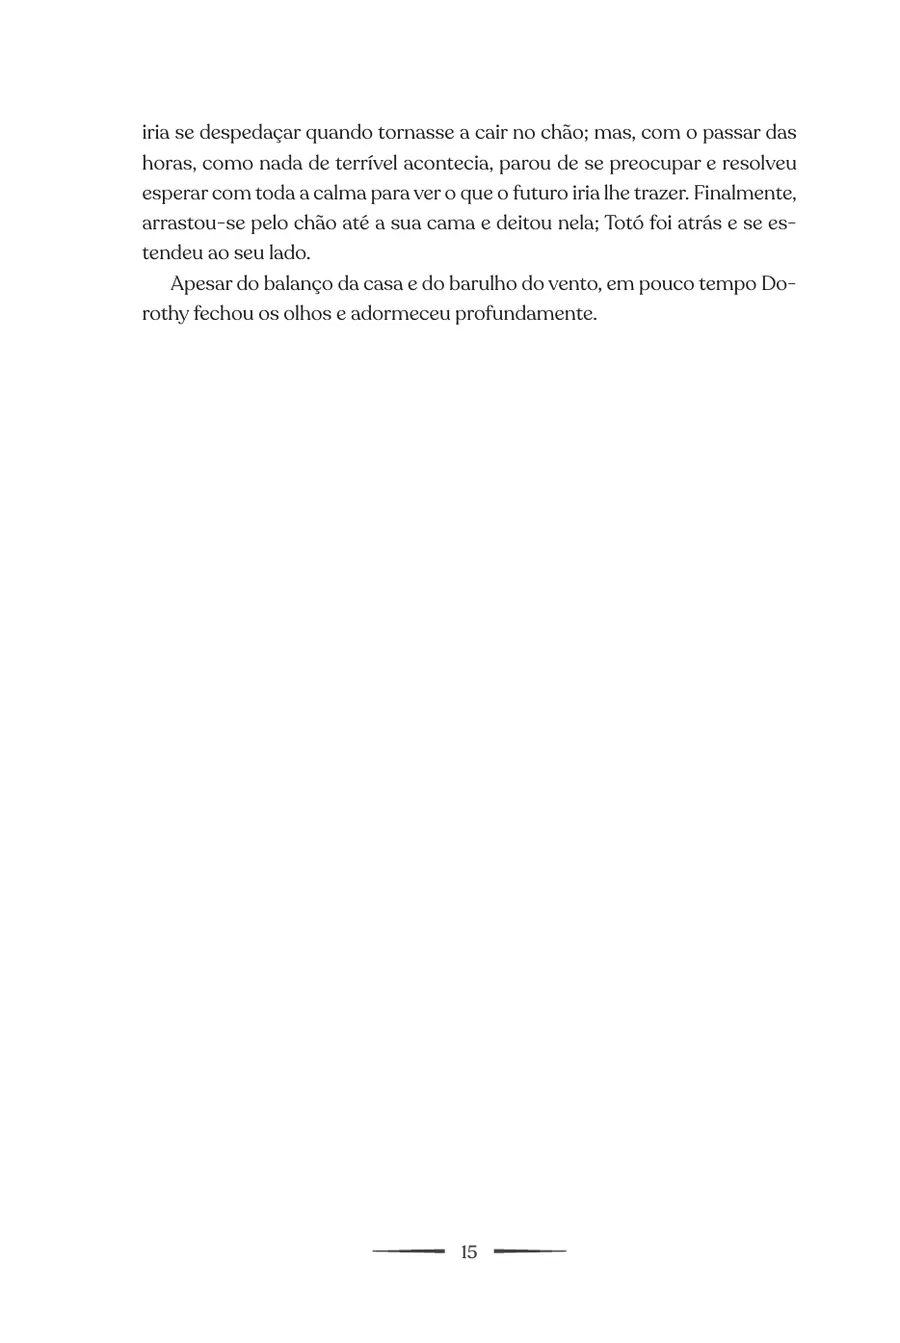 iria se despedaçar quando tornasse a cair no chão; mas, com o passar das
horas, como nada de terrível acontecia, parou de se preocupar e resolveu
esperar com toda a calma para ver o que o futuro iria lhe trazer. Finalmente,
arrastou-se pelo chão até a sua cama e deitou nela; Totó foi atrás e se es-
tendeu ao seu lado.
Apesar do balanço da casa e do barulho do vento, em pouco tempo Do-
rothy fechou os olhos e adormeceu profundamente.
15